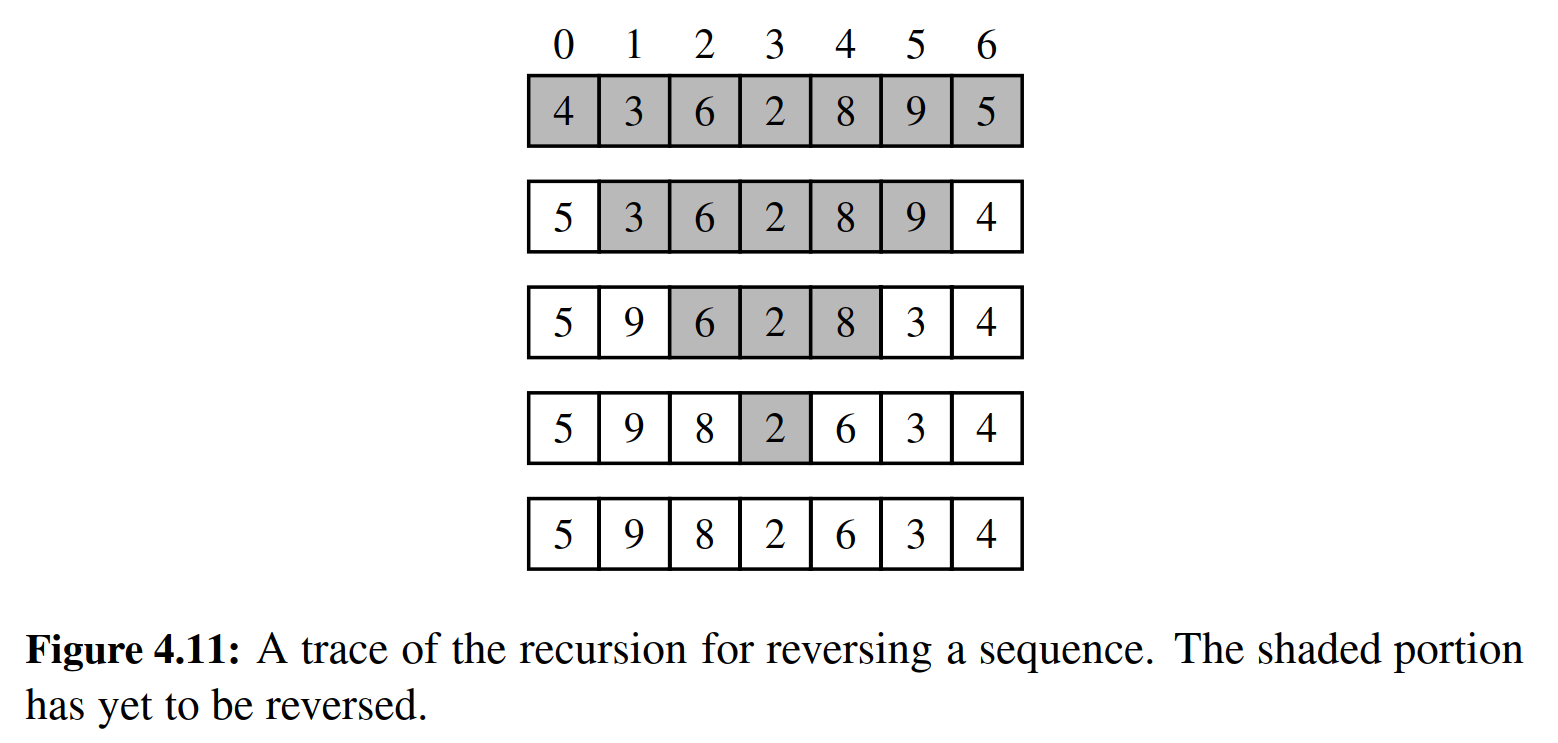 0 1 2 3 4 5 6
4 3 6 2 8 9 5
5 3 6 2 8 9 4
5 9 6 2 8 3 4
5 9 8 2 6 3 4
5 9 8 2 6 3 4
Figure 4.11: A trace of the recursion for reversing a sequence. The shaded portion
has yet to be reversed.